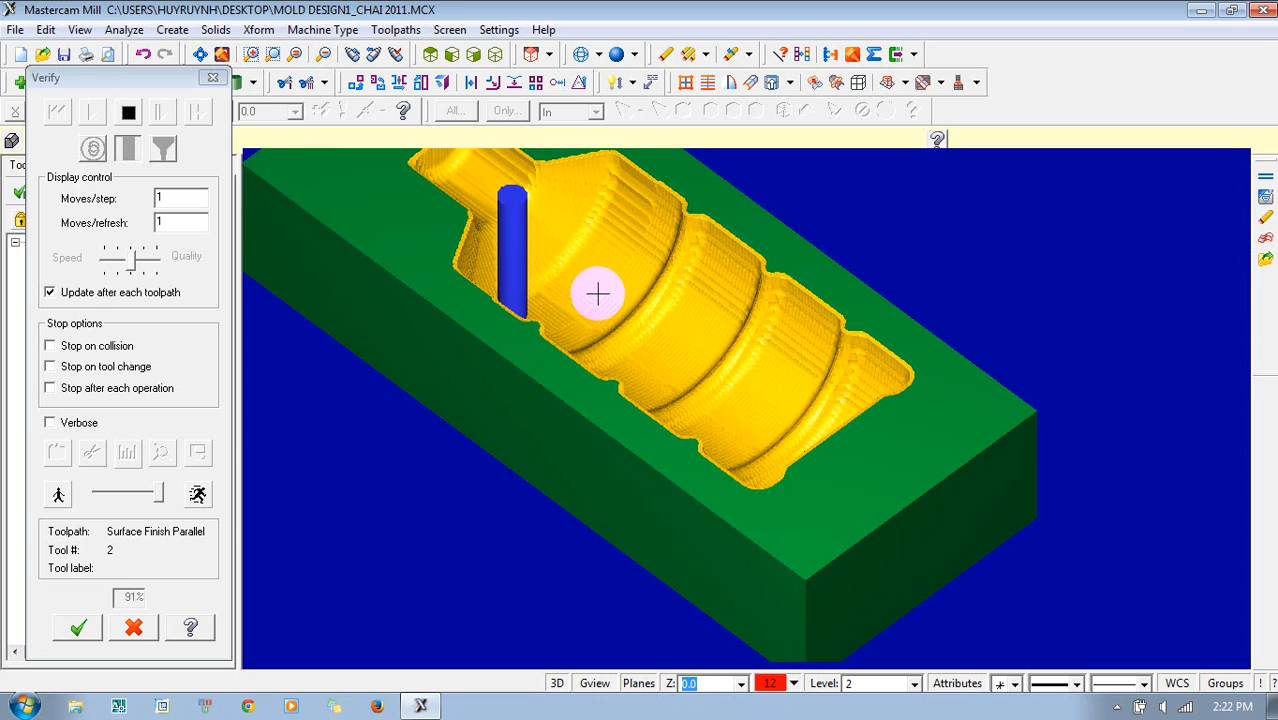 Mastercam Mill C:\USERS\HUYRUYNH\DESKTOP\MOLD DESIGN1_CHAI 2011.MCX
File Edit View Analyze Create Solids Xform Machine Type Toolpaths Screen Settings Help
Verify
0.0
All... Only... In
Display control
Moves/step: 1
Moves/refresh: 1
Speed Quality
Update after each toolpath
Stop options
Stop on collision
Stop on tool change
Stop after each operation
Verbose
Toolpath: Surface Finish Parallel
Tool #: 2
Tool label:
91%
3D Gview Planes Z: 0.0 12 Level: 2 Attributes WCS Groups ! ?
2:22 PM